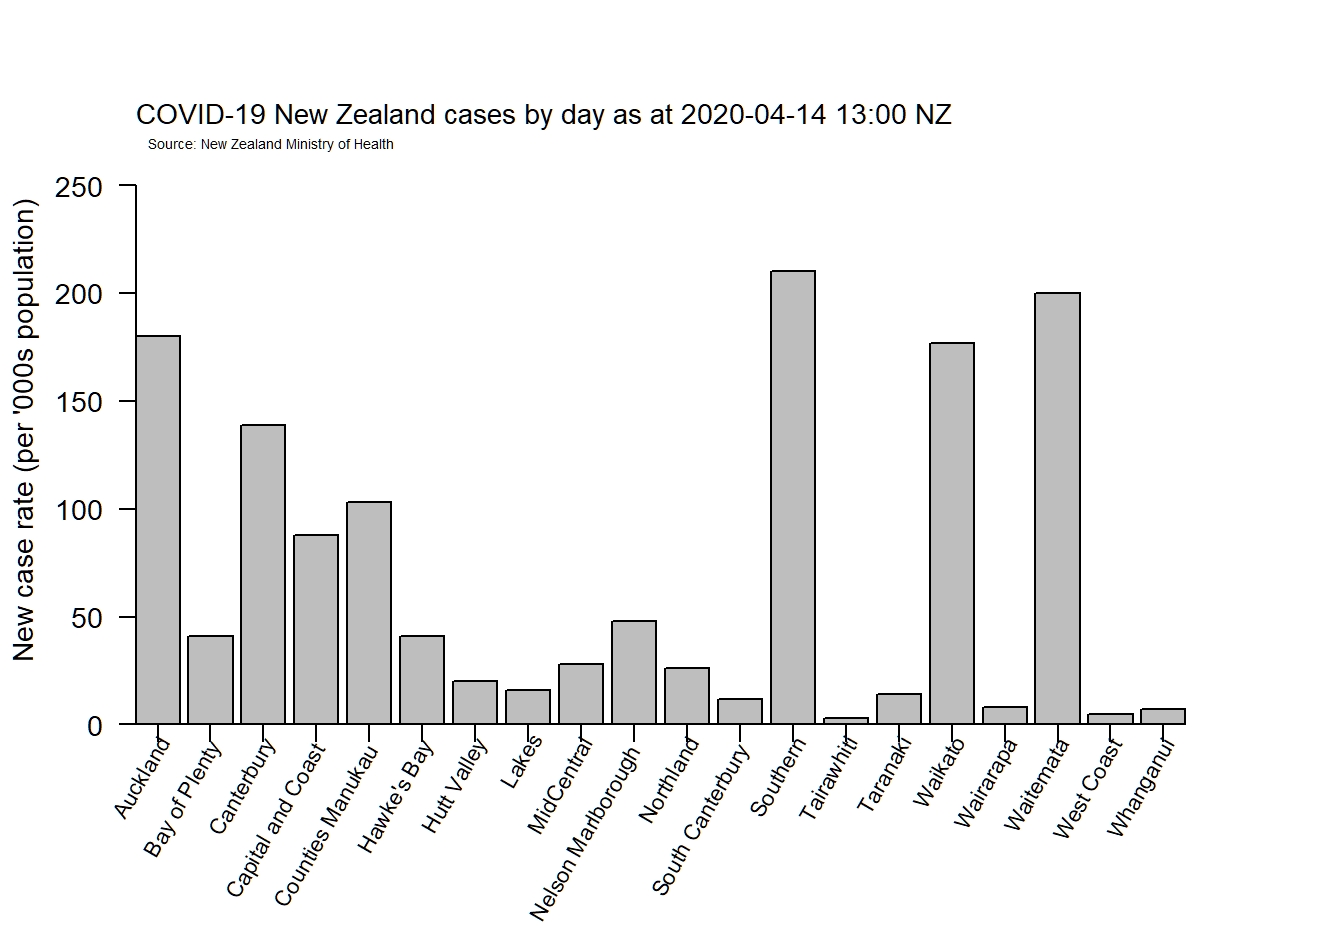 COVID-19 New Zealand cases by day as at 2020-04-14 13:00 NZ
Source: New Zealand Ministry of Health
New case rate (per '000s population)
250
200
150
100
50
0
Auckland
Bay of Plenty
Canterbury
Capital and Coast
Counties Manukau
Hawke's Bay
Hutt Valley
Lakes
MidCentral
Nelson Marlborough
Northland
South Canterbury
Southern
Tairawhiti
Taranaki
Waikato
Wairarapa
Waitemata
West Coast
Whanganui